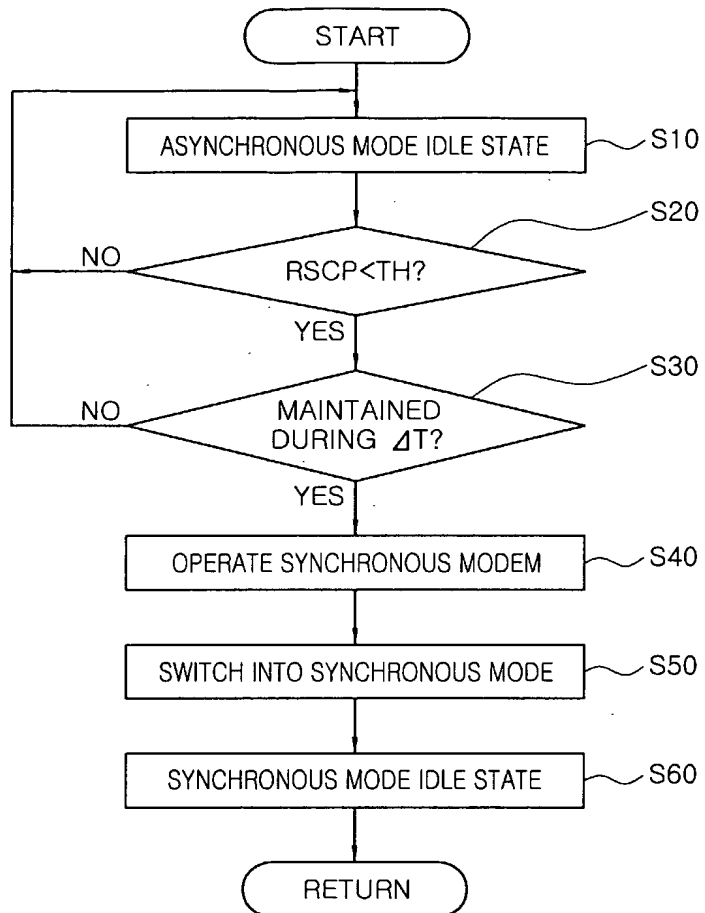 START
ASYNCHRONOUS MODE IDLE STATE
S10
S20
NO
RSCP<TH?
YES
S30
NO
MAINTAINED
DURING ⊿T?
YES
OPERATE SYNCHRONOUS MODEM
S40
SWITCH INTO SYNCHRONOUS MODE
S50
SYNCHRONOUS MODE IDLE STATE
S60
RETURN